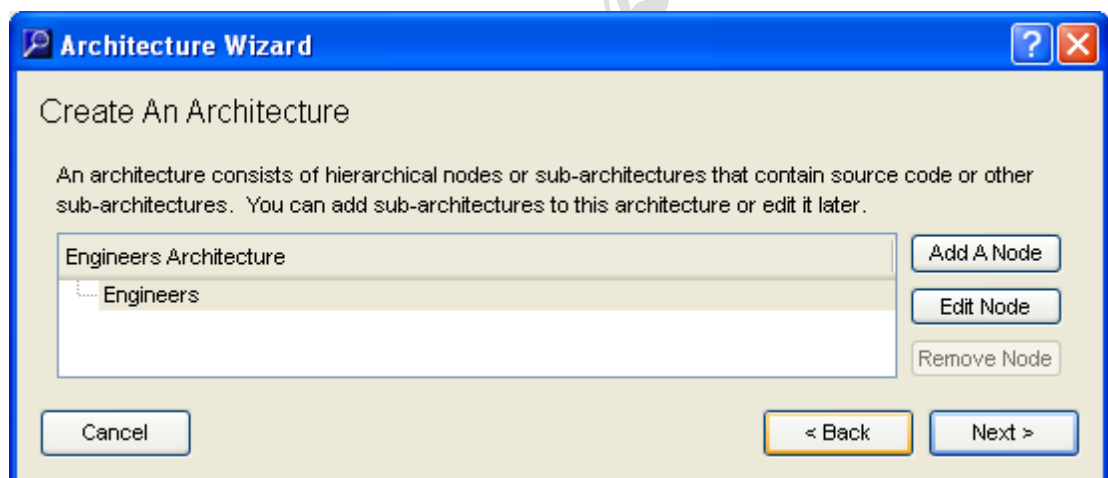 Architecture Wizard
Create An Architecture
An architecture consists of hierarchical nodes or sub-architectures that contain source code or other
sub-architectures. You can add sub-architectures to this architecture or edit it later.
Engineers Architecture
Engineers
Add A Node
Edit Node
Remove Node
Cancel
< Back
Next >